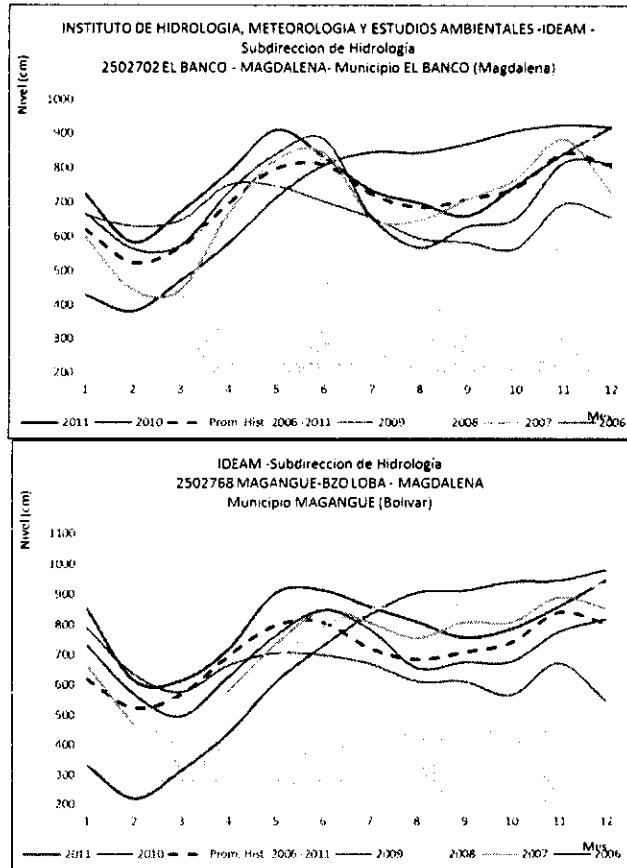 INSTITUTO DE HIDROLOGIA, METEOROLOGIA Y ESTUDIOS AMBIENTALES -IDEAM -
Subdireccion de Hidrología
2502702 EL BANCO - MAGDALENA- Municipio EL BANCO (Magdalena)
Nivel (cm)
1000
900
800
700
600
500
400
300
200
1 2 3 4 5 6 7 8 9 10 11 12
Mes
2011 2010 Prom. Hist 2006-2011 2009 2008 2007 2006
IDEAM -Subdireccion de Hidrología
2502768 MAGANGUE-BZO LOBA - MAGDALENA
Municipio MAGANGUE (Bolivar)
Nivel (cm)
1100
1000
900
800
700
600
500
400
300
200
1 2 3 4 5 6 7 8 9 10 11 12
Mes
2011 2010 Prom. Hist 2006-2011 2009 2008 2007 2006